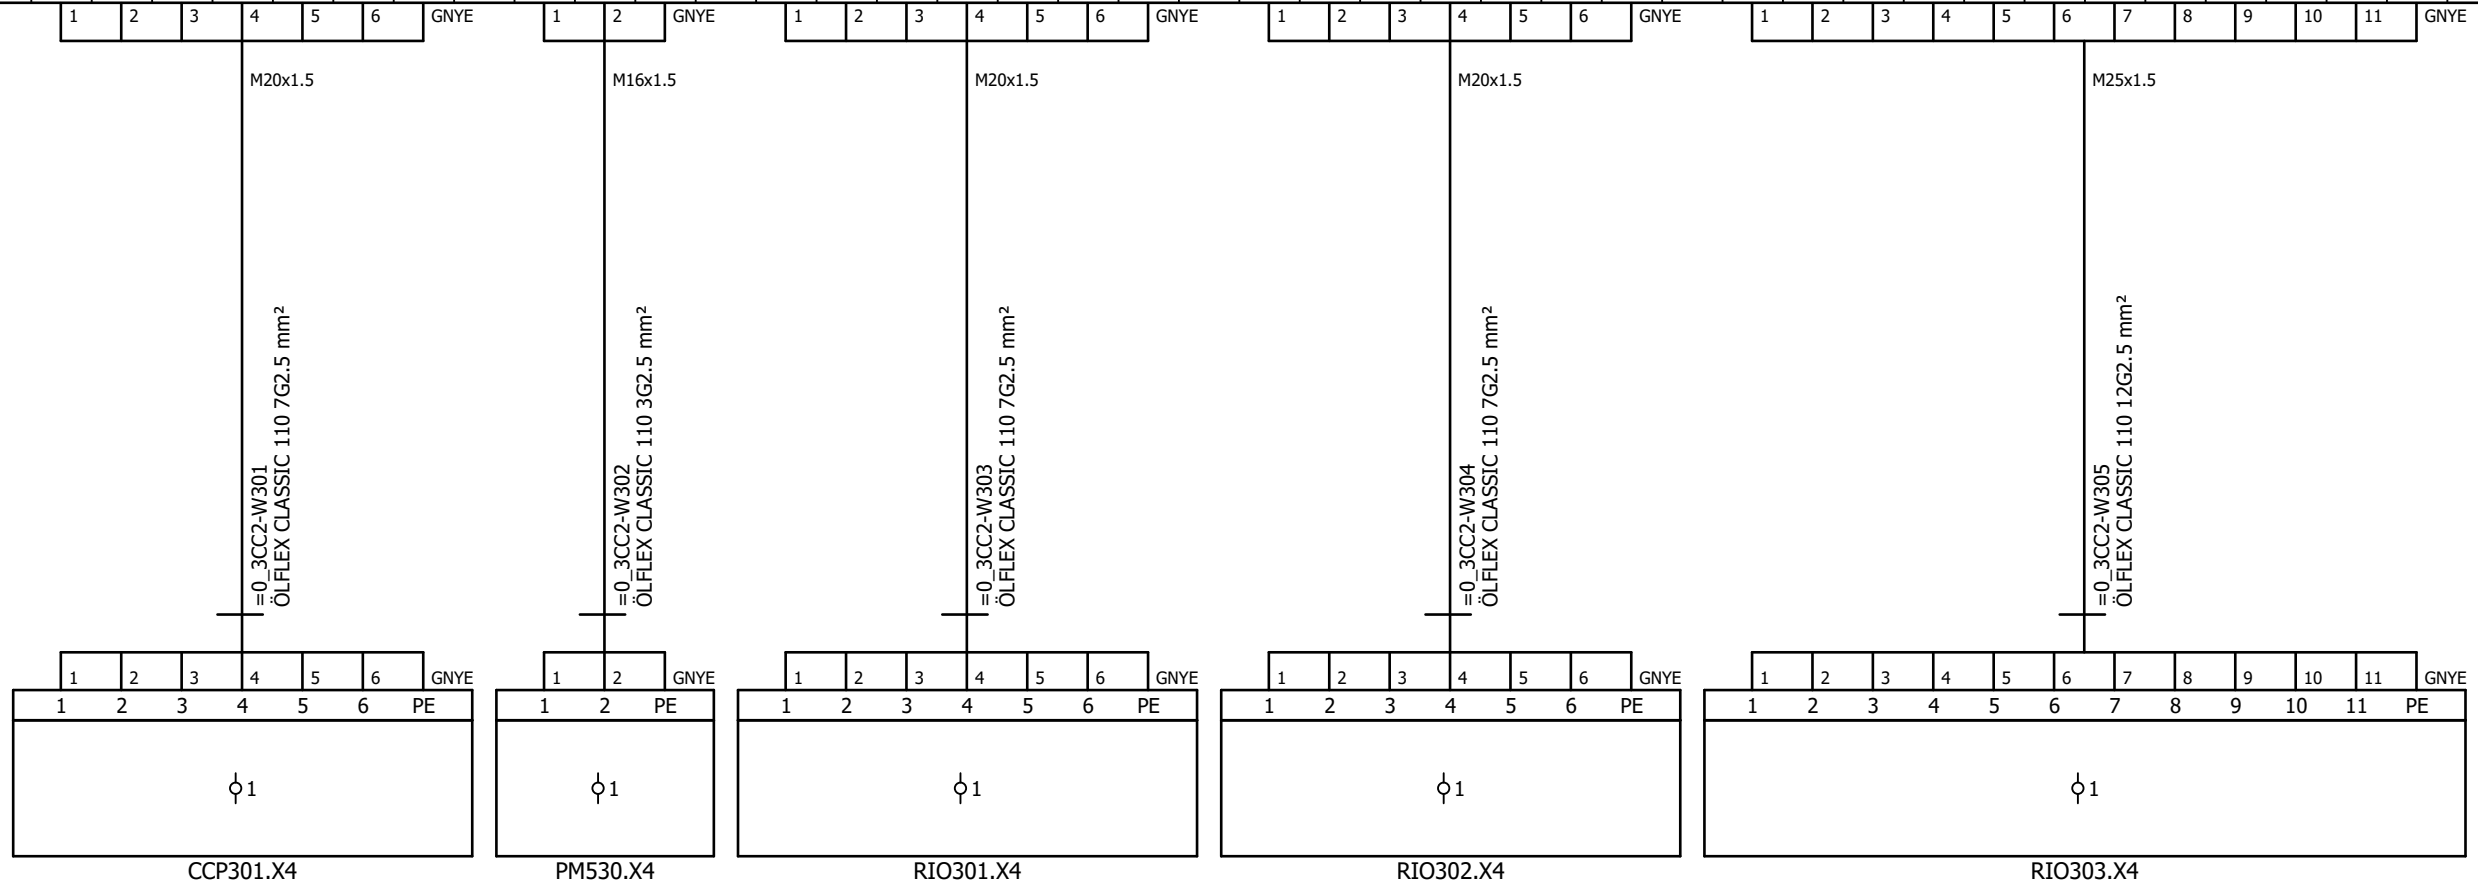 1 2 3 4 5 6 GNYE 1 2 GNYE 1 2 3 4 5 6 GNYE 1 2 3 4 5 6 GNYE 1 2 3 4 5 6 7 8 9 10 11 GNYE
M20x1.5 M16x1.5 M20x1.5 M20x1.5 M25x1.5
=0_3CC2-W301
ÖLFLEX CLASSIC 110 7G2.5 mm²
=0_3CC2-W302
ÖLFLEX CLASSIC 110 3G2.5 mm²
=0_3CC2-W303
ÖLFLEX CLASSIC 110 7G2.5 mm²
=0_3CC2-W304
ÖLFLEX CLASSIC 110 7G2.5 mm²
=0_3CC2-W305
ÖLFLEX CLASSIC 110 12G2.5 mm²
1 2 3 4 5 6 GNYE 1 2 GNYE 1 2 3 4 5 6 GNYE 1 2 3 4 5 6 GNYE 1 2 3 4 5 6 7 8 9 10 11 GNYE
1 2 3 4 5 6 PE 1 2 PE 1 2 3 4 5 6 PE 1 2 3 4 5 6 PE 1 2 3 4 5 6 7 8 9 10 11 PE
1 1 1 1 1
CCP301.X4 PM530.X4 RIO301.X4 RIO302.X4 RIO303.X4